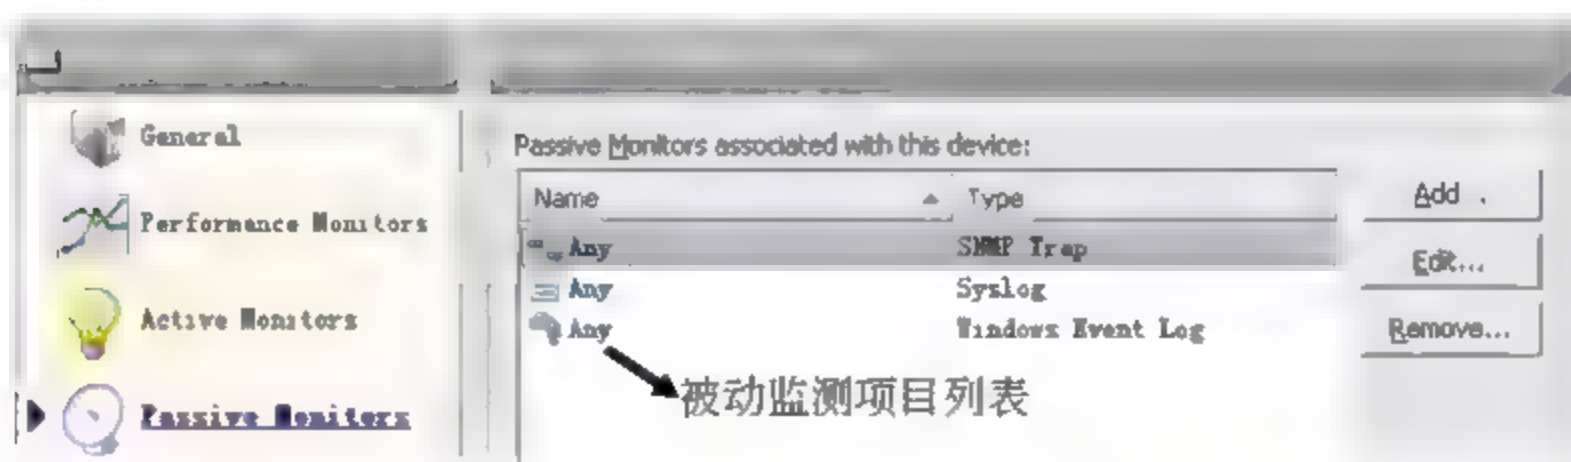 General
Performance Monitors
Active Monitors
Passive Monitors
Passive Monitors associated with this device:
Name Type
Any SNMP Trap
Any Syslog
Any Windows Event Log
被动监测项目列表
Add
Edit...
Remove...